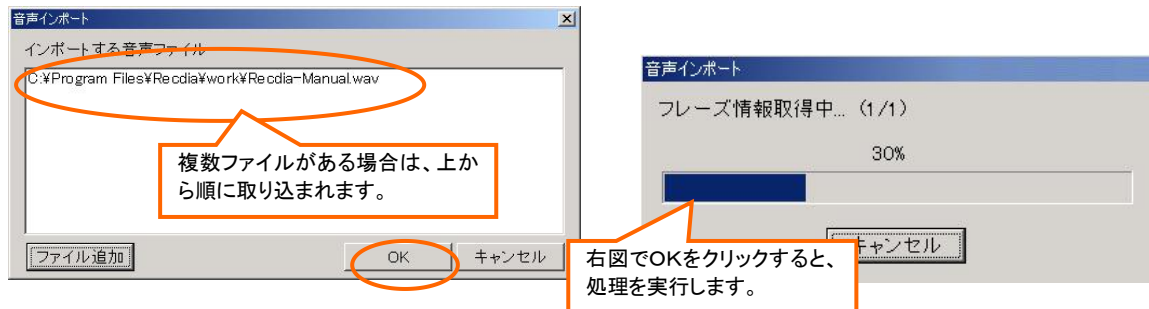 音声インポート
インポートする音声ファイル
C:¥Program Files¥Recdia¥work¥Recdia-Manual.wav
複数ファイルがある場合は、上か
ら順に取り込まれます。
ファイル追加
OK
キャンセル
音声インポート
フレーズ情報取得中... (1/1)
30%
キャンセル
右図でOKをクリックすると、
処理を実行します。